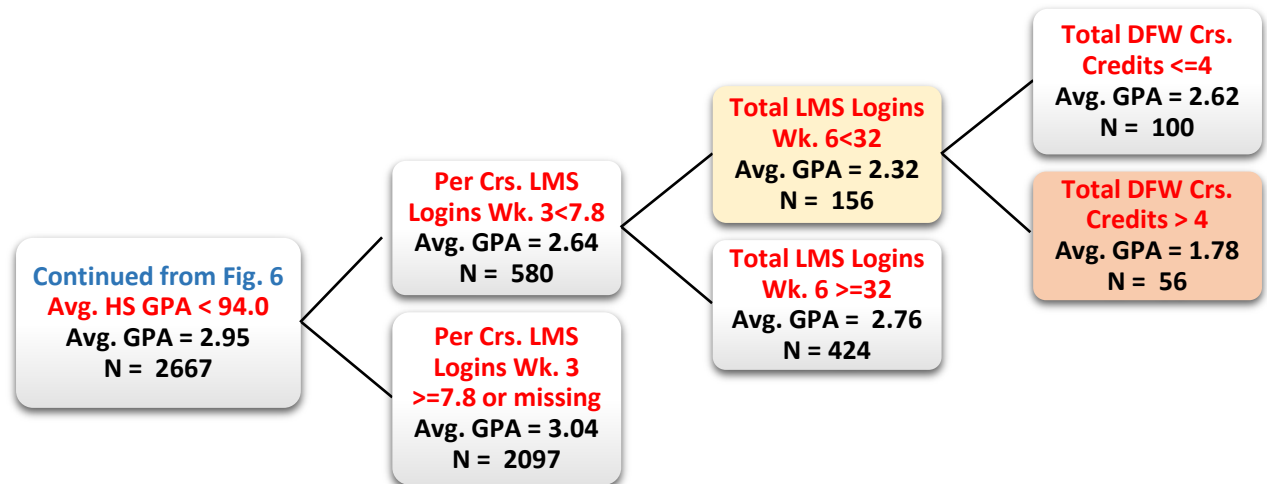 Continued from Fig. 6
Avg. HS GPA < 94.0
Avg. GPA = 2.95
N = 2667
Per Crs. LMS
Logins Wk. 3<7.8
Avg. GPA = 2.64
N = 580
Per Crs. LMS
Logins Wk. 3
>=7.8 or missing
Avg. GPA = 3.04
N = 2097
Total LMS Logins
Wk. 6<32
Avg. GPA = 2.32
N = 156
Total LMS Logins
Wk. 6 >=32
Avg. GPA = 2.76
N = 424
Total DFW Crs.
Credits <=4
Avg. GPA = 2.62
N = 100
Total DFW Crs.
Credits > 4
Avg. GPA = 1.78
N = 56